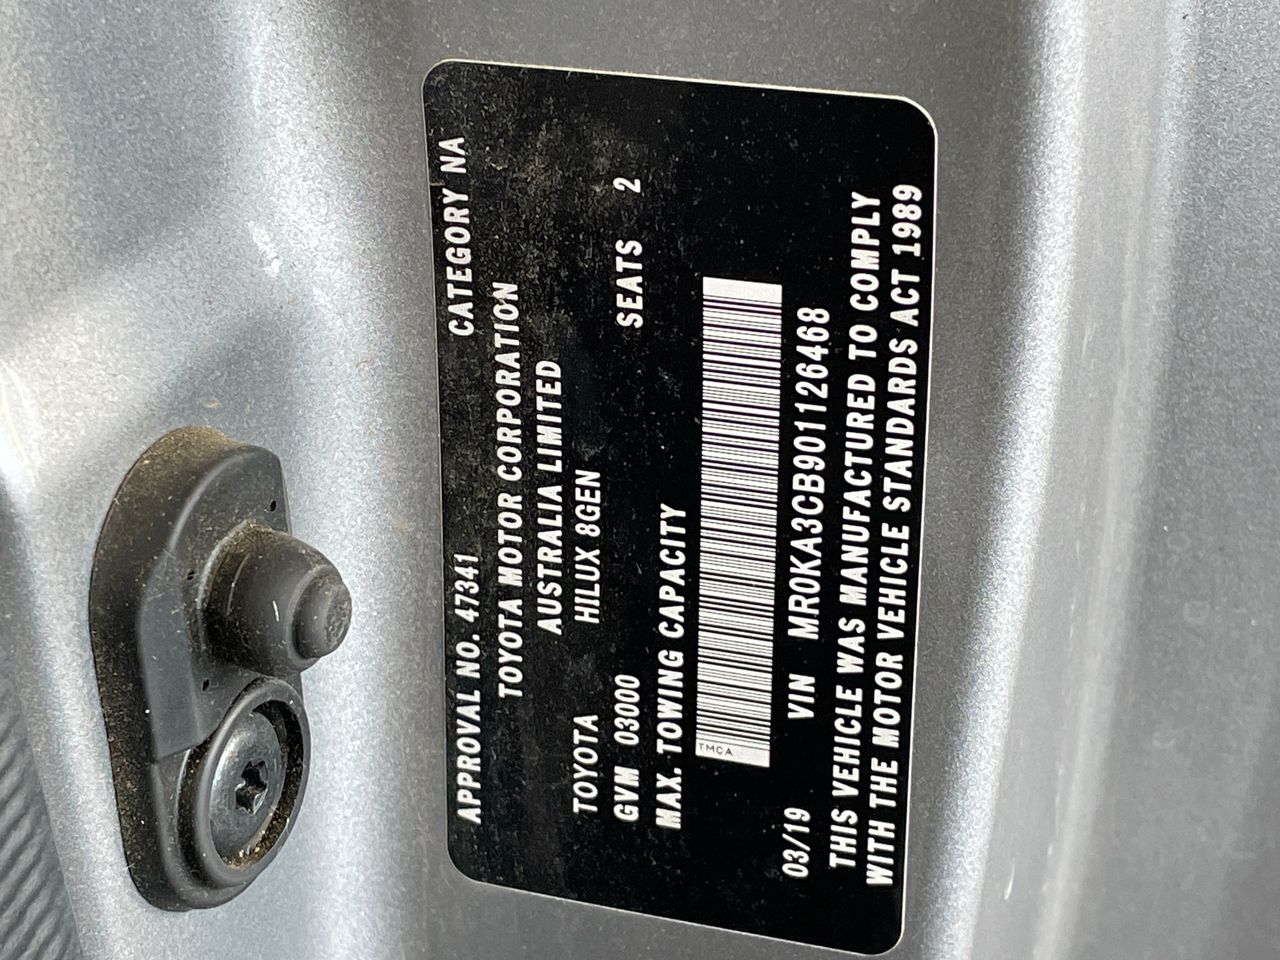 APPROVAL NO. 47341 CATEGORY NA
TOYOTA MOTOR CORPORATION
AUSTRALIA LIMITED
TOYOTA HILUX 8GEN
GVM 03000 SEATS 2
MAX. TOWING CAPACITY
TMCA
03/19 VIN MR0KA3CB901126468
THIS VEHICLE WAS MANUFACTURED TO COMPLY
WITH THE MOTOR VEHICLE STANDARDS ACT 1989